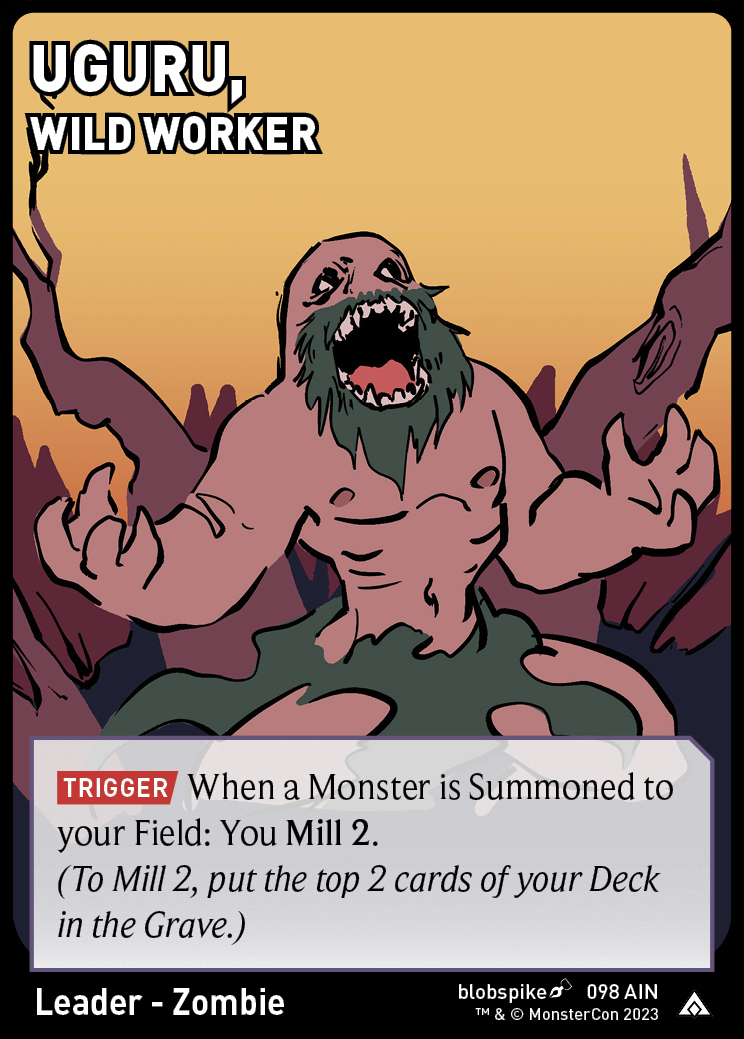 UGURU,
WILD WORKER
TRIGGER When a Monster is Summoned to
your Field: You Mill 2.
(To Mill 2, put the top 2 cards of your Deck
in the Grave.)
Leader - Zombie
blobspike 098 AIN
™ & © MonsterCon 2023